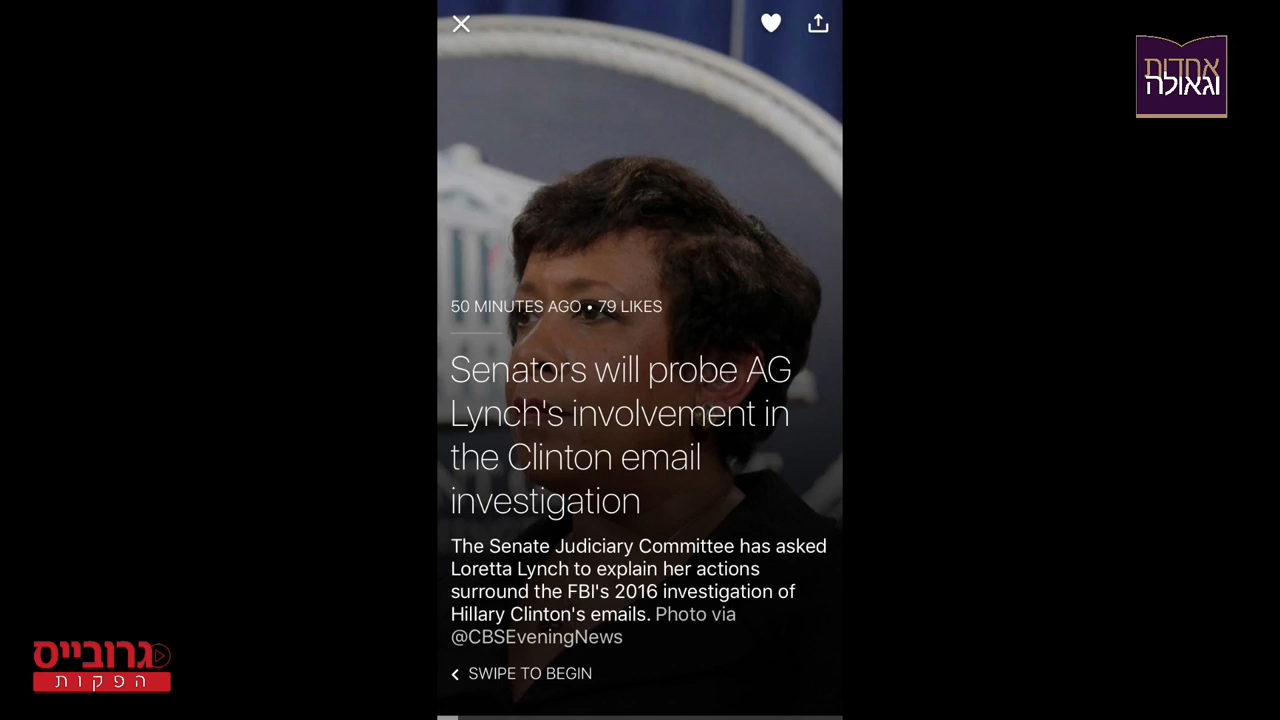 אחדות
וגאולה
50 MINUTES AGO • 79 LIKES
Senators will probe AG
Lynch's involvement in
the Clinton email
investigation
The Senate Judiciary Committee has asked
Loretta Lynch to explain her actions
surround the FBI's 2016 investigation of
Hillary Clinton's emails. Photo via
@CBSEveningNews
SWIPE TO BEGIN
גרובייס
הפקות